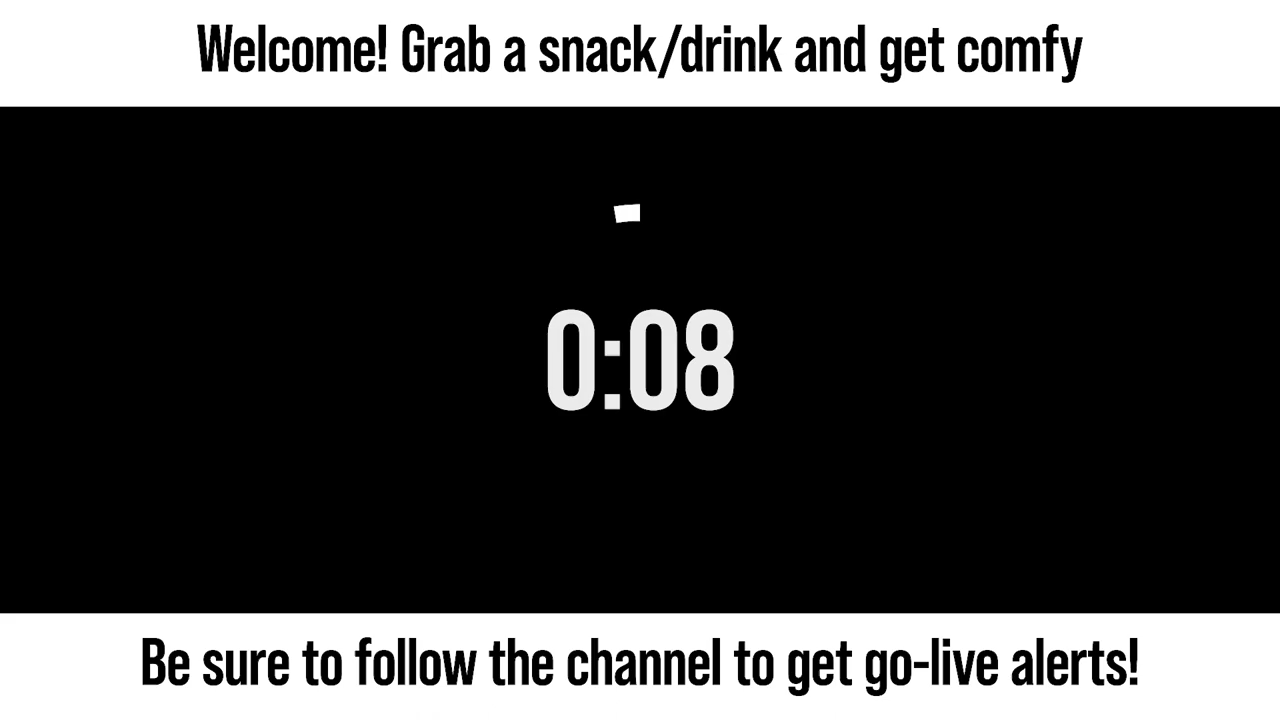 Welcome! Grab a snack/drink and get comfy
0:08
Be sure to follow the channel to get go-live alerts!